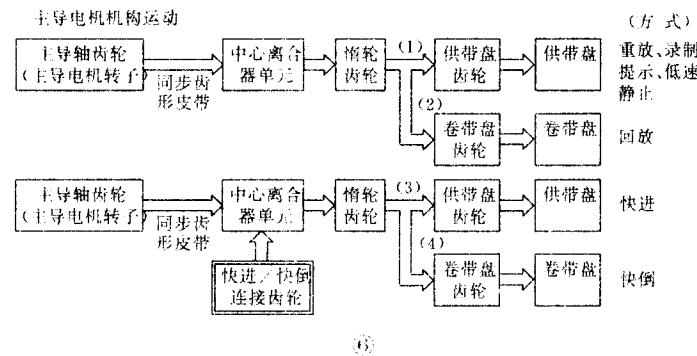 主导电机机构运动
(方 式)
主导轴齿轮
(主导电机转子)
同步齿
形皮带
中心离合
器单元
惰轮
齿轮
(1)
供带盘
齿轮
供带盘
重放、录制
提示、低速
静止
(2)
卷带盘
齿轮
卷带盘
回放
主导轴齿轮
(主导电机转子)
同步齿
形皮带
中心离合
器单元
惰轮
齿轮
(3)
供带盘
齿轮
供带盘
快进
(4)
卷带盘
齿轮
卷带盘
快倒
快进/快倒
连接齿轮
⑥